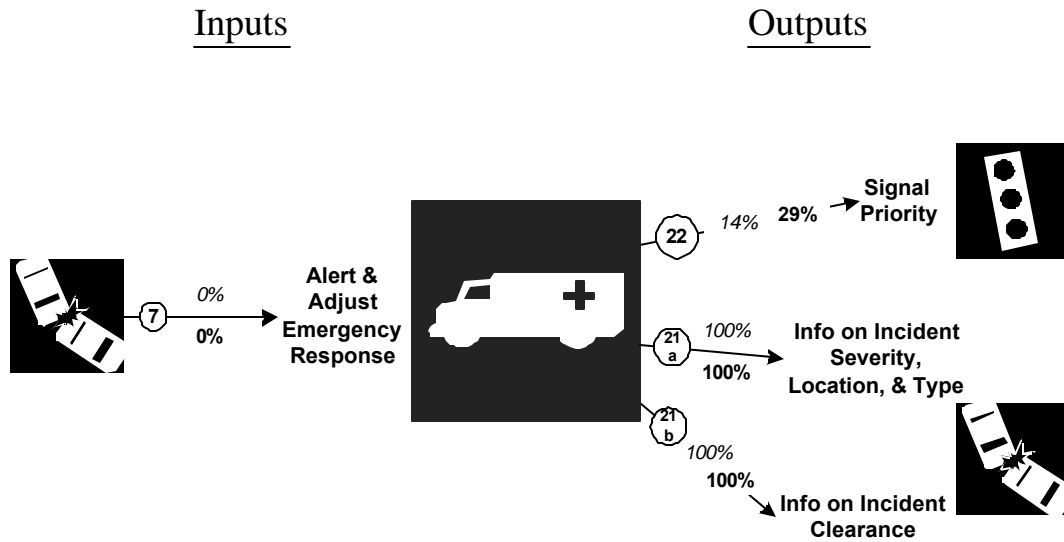 Inputs
Outputs
7
0%
0%
Alert &
Adjust
Emergency
Response
22
14%
29%
Signal
Priority
21
a
100%
100%
Info on Incident
Severity,
Location, & Type
21
b
100%
100%
Info on Incident
Clearance